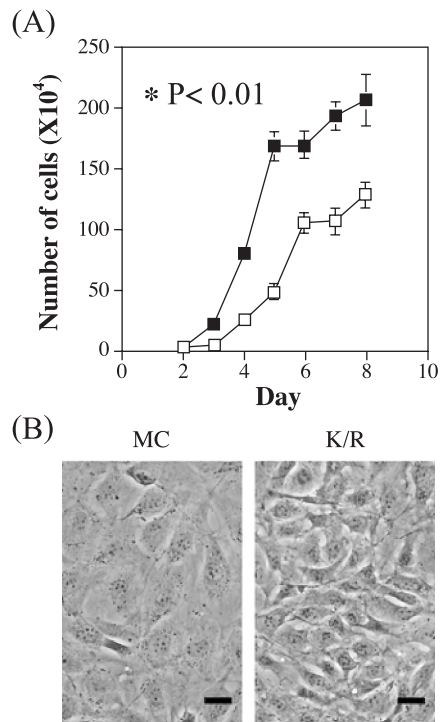 (A)
250
200
150
100
50
0
Number of cells (X10⁴)
* P< 0.01
0 2 4 6 8 10
Day
(B)
MC K/R